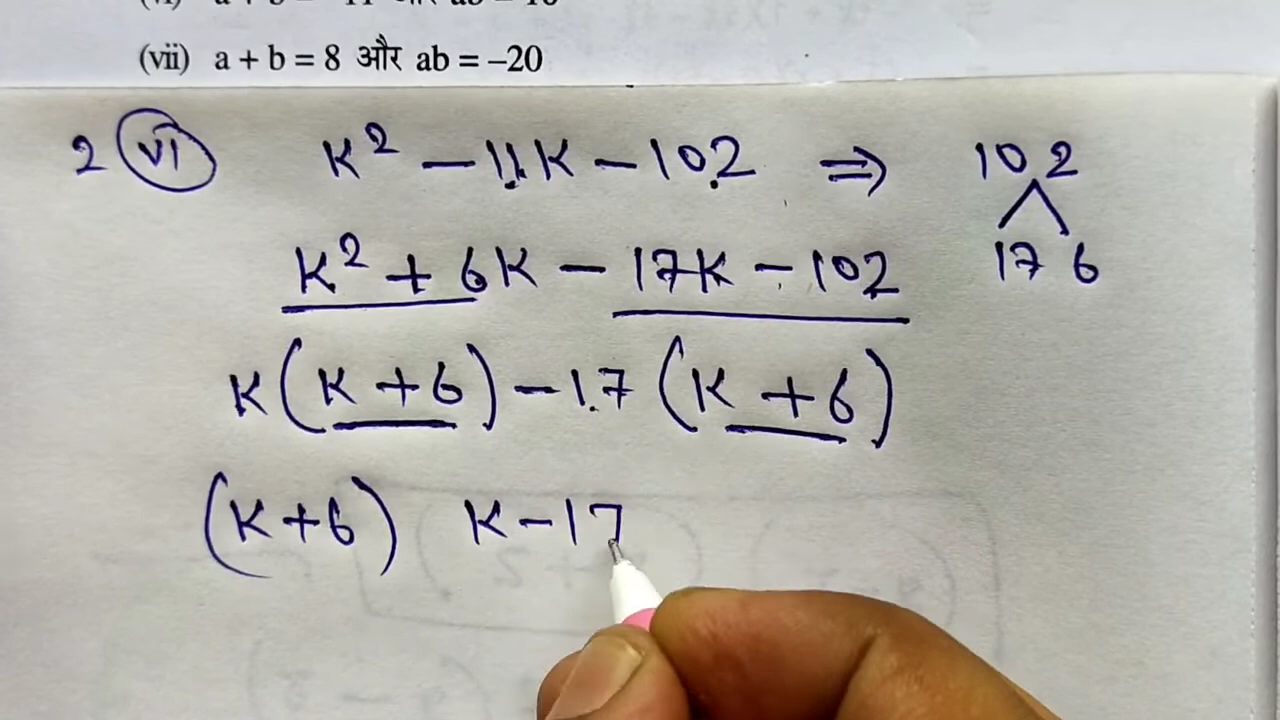 (vii) a + b = 8 और ab = –20
2 (vi) K² – 11K – 102 ⇒ 102
17 6
K² + 6K – 17K – 102
K(K + 6) – 17(K + 6)
(K + 6) K – 17